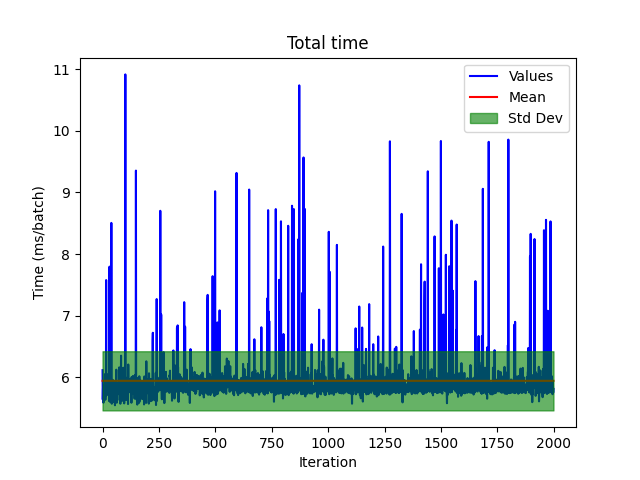 Total time
Values
Mean
Std Dev
11
10
9
8
7
6
Time (ms/batch)
0
250
500
750
1000
1250
1500
1750
2000
Iteration